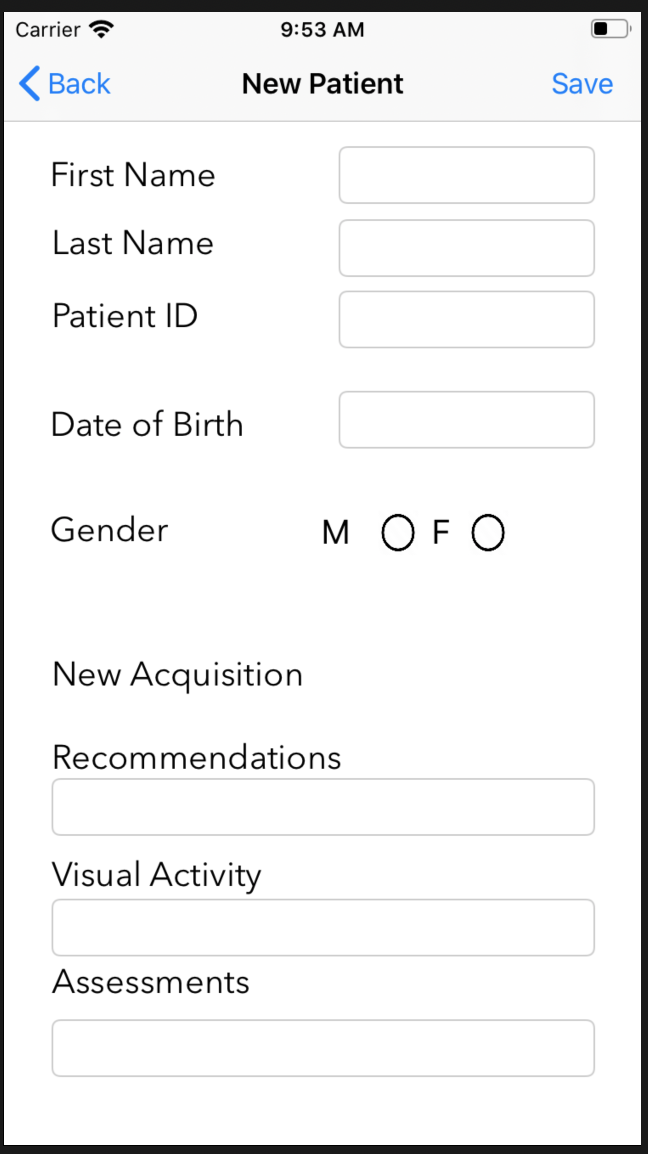 Carrier 9:53 AM
Back New Patient Save
First Name
Last Name
Patient ID
Date of Birth
Gender M F
New Acquisition
Recommendations
Visual Activity
Assessments